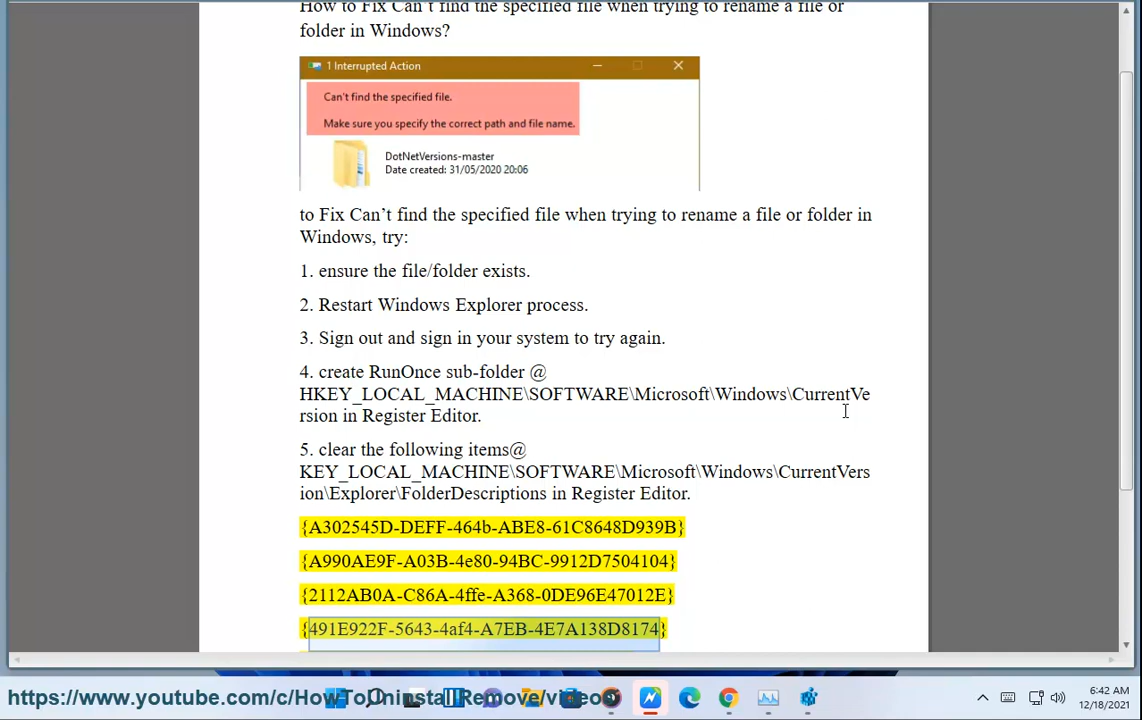 How to Fix Can't find the specified file when trying to rename a file or
folder in Windows?
1 Interrupted Action
Can't find the specified file.
Make sure you specify the correct path and file name.
DotNetVersions-master
Date created: 31/05/2020 20:06
to Fix Can't find the specified file when trying to rename a file or folder in
Windows, try:
1. ensure the file/folder exists.
2. Restart Windows Explorer process.
3. Sign out and sign in your system to try again.
4. create RunOnce sub-folder @
HKEY_LOCAL_MACHINE\SOFTWARE\Microsoft\Windows\CurrentVe
rsion in Register Editor.
5. clear the following items@
KEY_LOCAL_MACHINE\SOFTWARE\Microsoft\Windows\CurrentVers
ion\Explorer\FolderDescriptions in Register Editor.
{A302545D-DEFF-464b-ABE8-61C8648D939B}
{A990AE9F-A03B-4e80-94BC-9912D7504104}
{2112AB0A-C86A-4ffe-A368-0DE96E47012E}
{491E922F-5643-4af4-A7EB-4E7A138D8174}
https://www.youtube.com/c/HowToUninstallRemove/videos
6:42 AM
12/18/2021